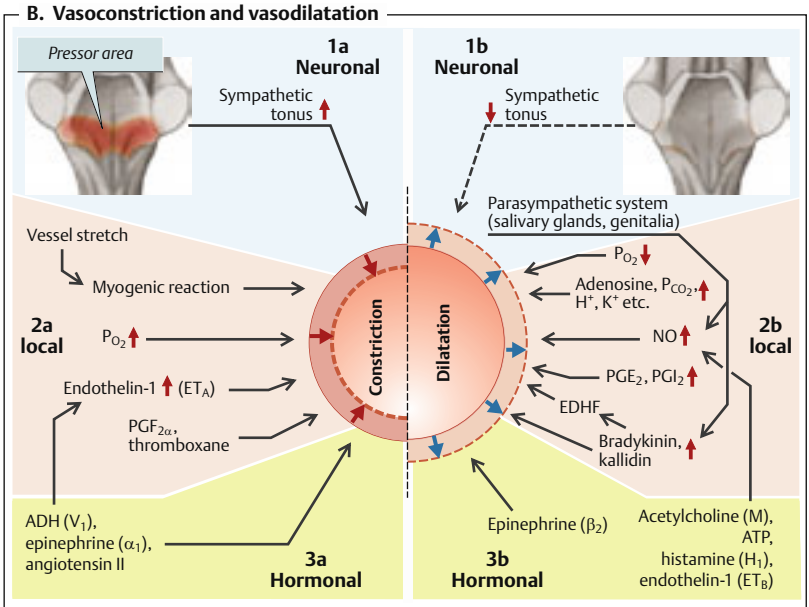 B. Vasoconstriction and vasodilatation
Pressor area
1a
Neuronal
Sympathetic
tonus
1b
Neuronal
Sympathetic
tonus
Parasympathetic system
(salivary glands, genitalia)
Vessel stretch
Myogenic reaction
2a
local
PO2
Endothelin-1 (ETA)
PGF2α,
thromboxane
Constriction
Dilatation
PO2
Adenosine, PCO2,
H+, K+ etc.
NO
2b
local
PGE2, PGI2
EDHF
Bradykinin,
kallidin
ADH (V1),
epinephrine (α1),
angiotensin II
3a
Hormonal
Epinephrine (β2)
3b
Hormonal
Acetylcholine (M),
ATP,
histamine (H1),
endothelin-1 (ETB)